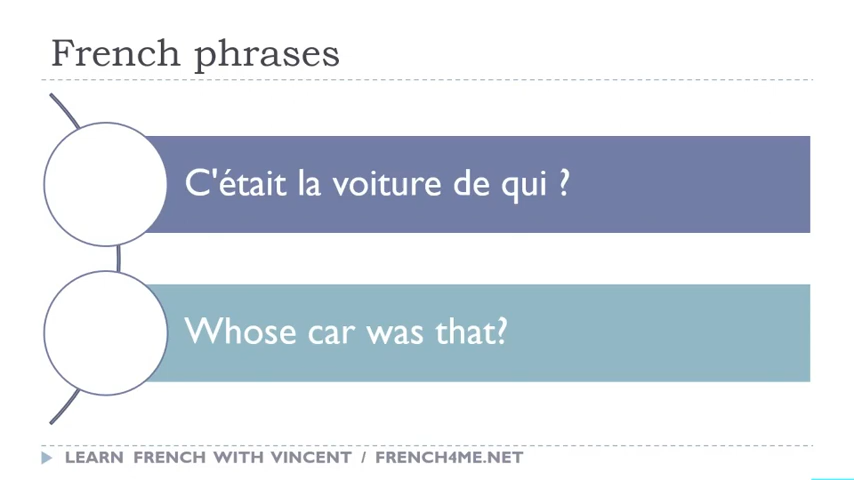 French phrases
C'était la voiture de qui ?
Whose car was that?
LEARN FRENCH WITH VINCENT / FRENCH4ME.NET